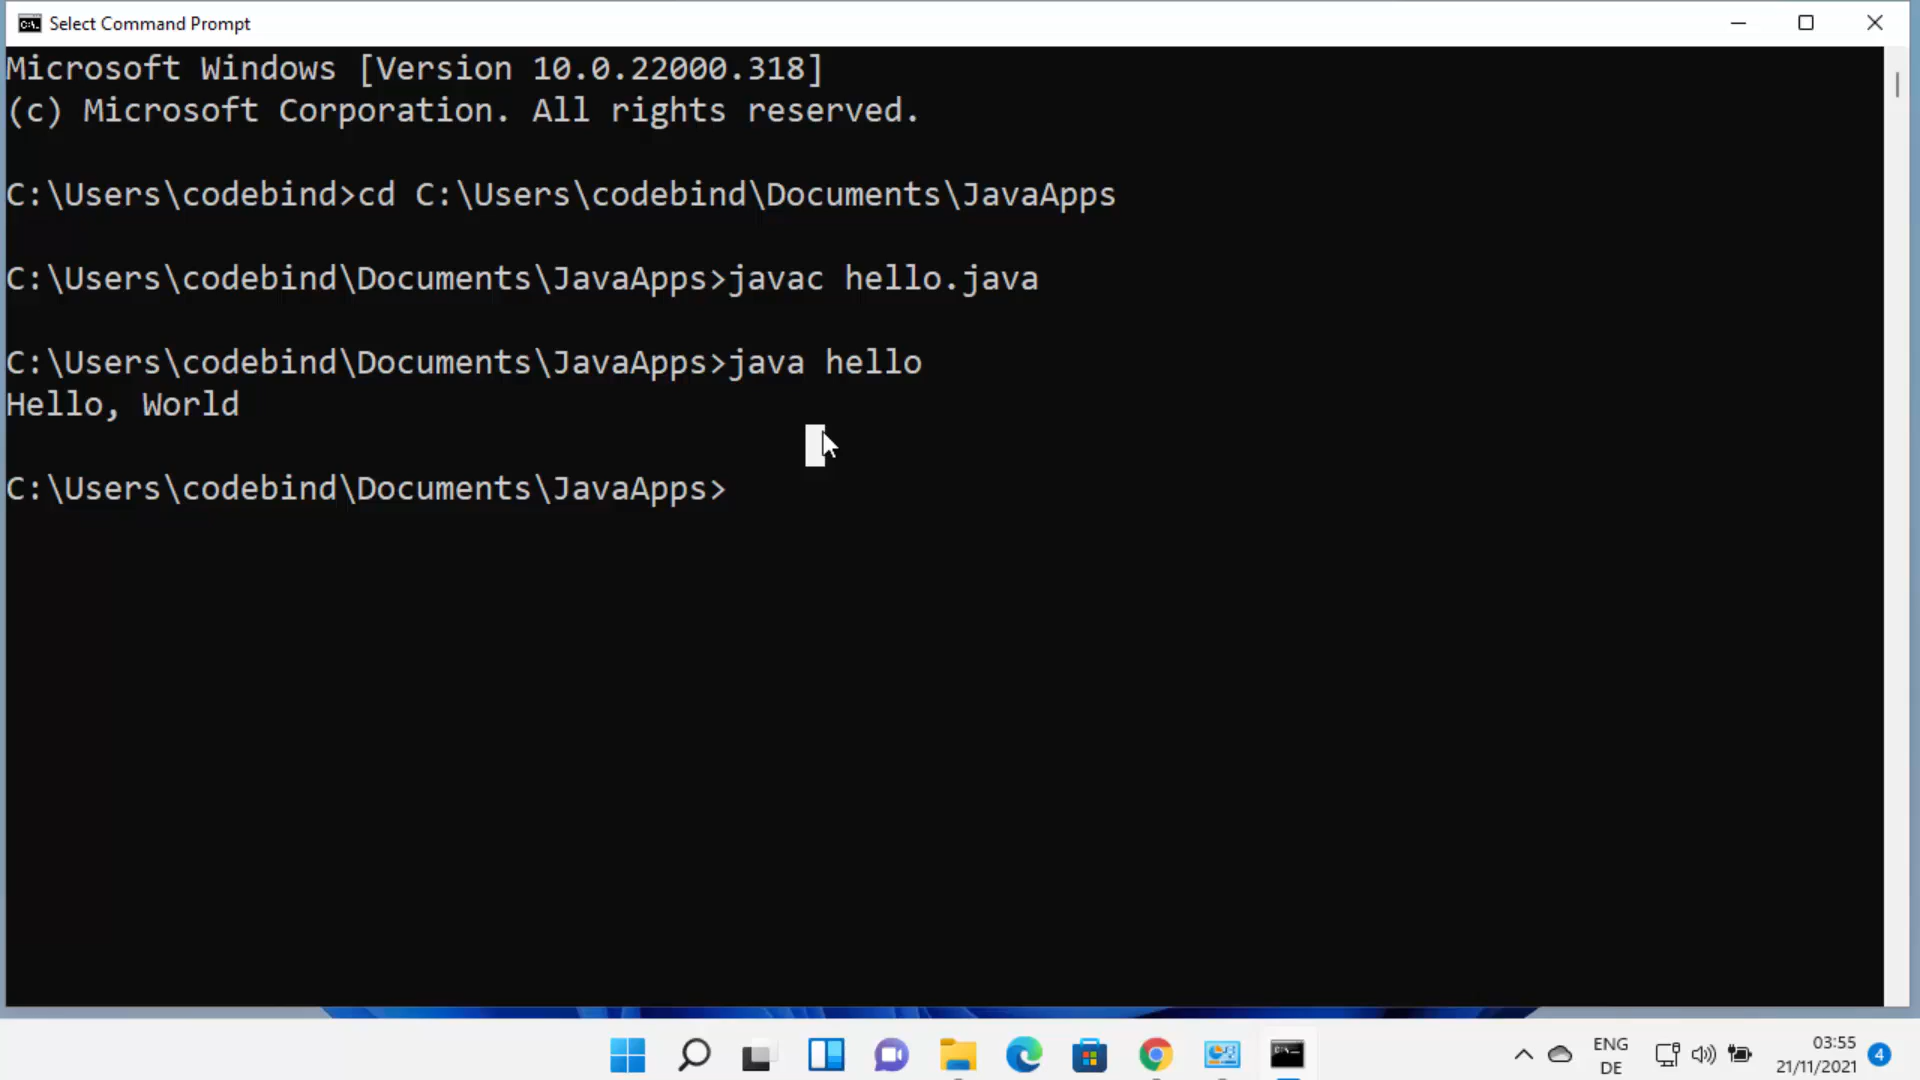 Select Command Prompt
Microsoft Windows [Version 10.0.22000.318]
(c) Microsoft Corporation. All rights reserved.
C:\Users\codebind>cd C:\Users\codebind\Documents\JavaApps
C:\Users\codebind\Documents\JavaApps>javac hello.java
C:\Users\codebind\Documents\JavaApps>java hello
Hello, World
C:\Users\codebind\Documents\JavaApps>
ENG
DE
03:55
21/11/2021
4